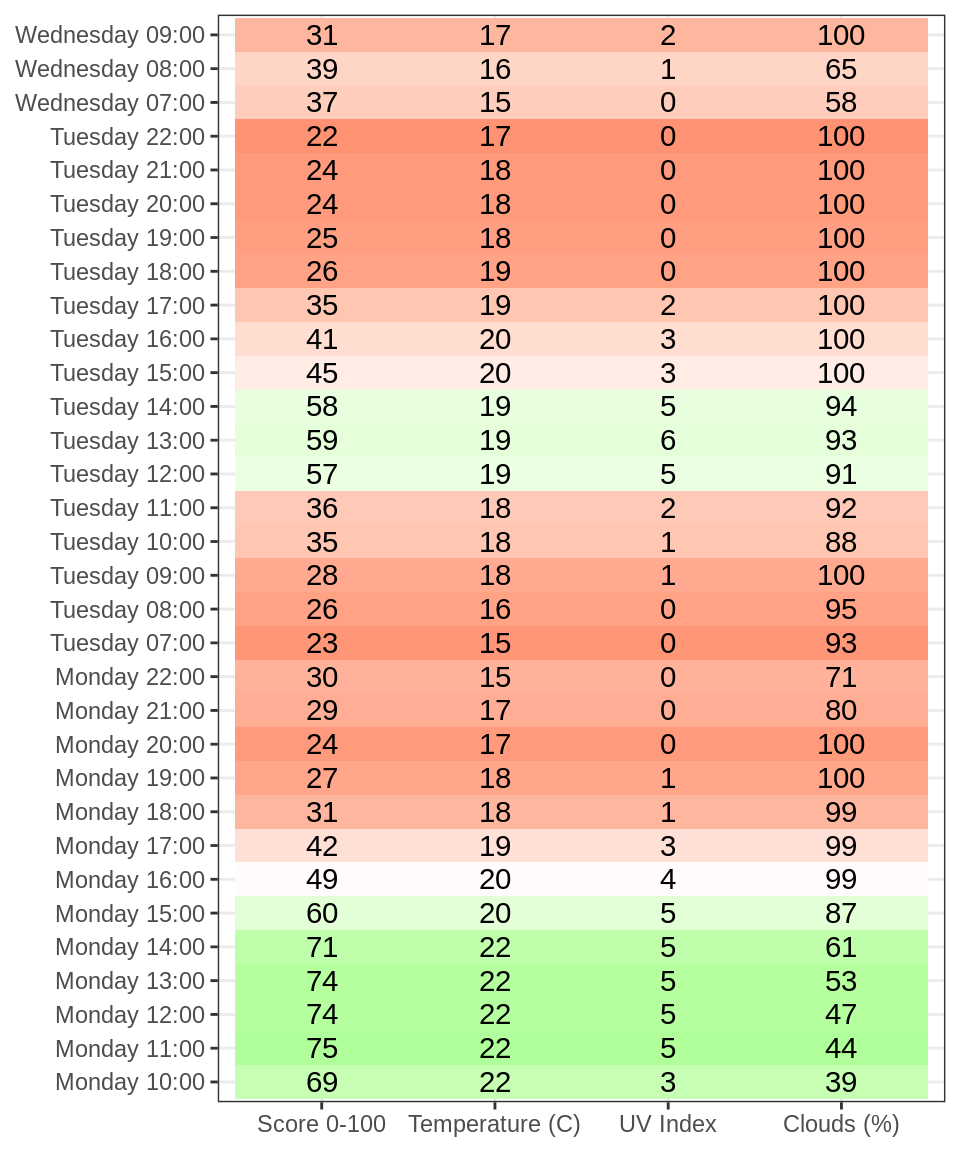 Wednesday 09:00 31 17 2 100
Wednesday 08:00 39 16 1 65
Wednesday 07:00 37 15 0 58
Tuesday 22:00 22 17 0 100
Tuesday 21:00 24 18 0 100
Tuesday 20:00 24 18 0 100
Tuesday 19:00 25 18 0 100
Tuesday 18:00 26 19 0 100
Tuesday 17:00 35 19 2 100
Tuesday 16:00 41 20 3 100
Tuesday 15:00 45 20 3 100
Tuesday 14:00 58 19 5 94
Tuesday 13:00 59 19 6 93
Tuesday 12:00 57 19 5 91
Tuesday 11:00 36 18 2 92
Tuesday 10:00 35 18 1 88
Tuesday 09:00 28 18 1 100
Tuesday 08:00 26 16 0 95
Tuesday 07:00 23 15 0 93
Monday 22:00 30 15 0 71
Monday 21:00 29 17 0 80
Monday 20:00 24 17 0 100
Monday 19:00 27 18 1 100
Monday 18:00 31 18 1 99
Monday 17:00 42 19 3 99
Monday 16:00 49 20 4 99
Monday 15:00 60 20 5 87
Monday 14:00 71 22 5 61
Monday 13:00 74 22 5 53
Monday 12:00 74 22 5 47
Monday 11:00 75 22 5 44
Monday 10:00 69 22 3 39
Score 0-100 Temperature (C) UV Index Clouds (%)